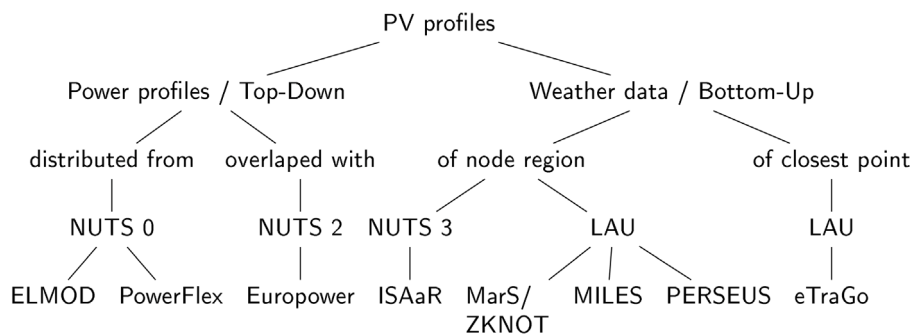 PV profiles
Power profiles / Top-Down
Weather data / Bottom-Up
distributed from
overlaped with
of node region
of closest point
NUTS 0
NUTS 2
NUTS 3
LAU
LAU
ELMOD
PowerFlex
Europower
ISAaR
MarS/
ZKNOT
MILES
PERSEUS
eTraGo